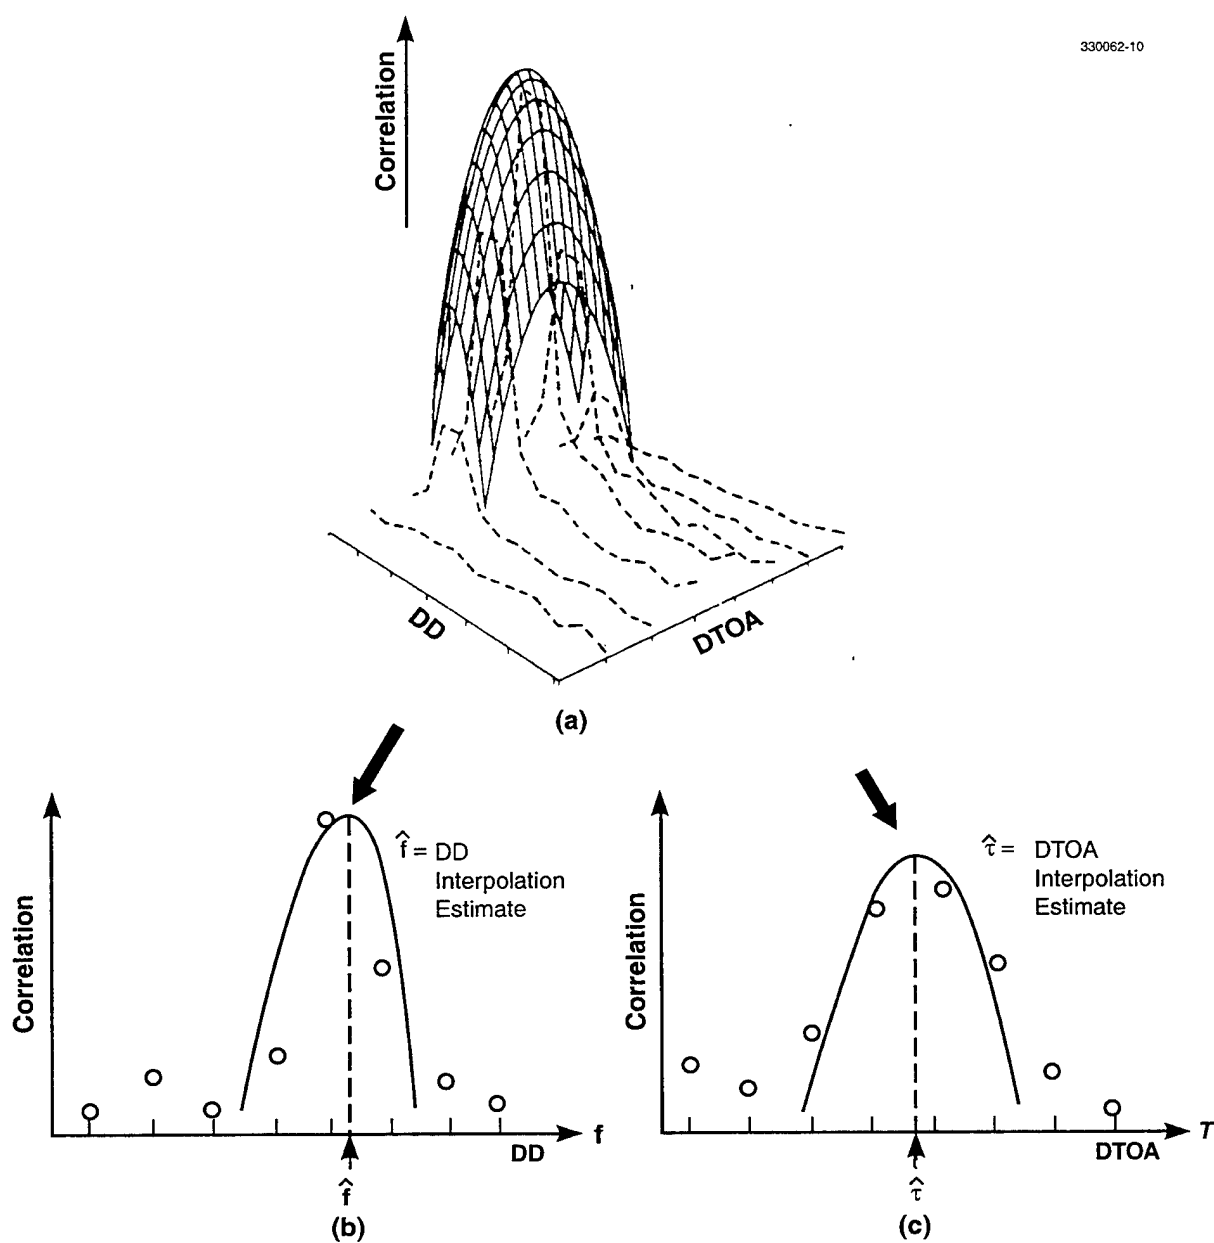 330062-10
Correlation
DD
DTOA
(a)
Correlation
f̂ = DD
Interpolation
Estimate
f
DD
f̂
(b)
Correlation
τ̂ = DTOA
Interpolation
Estimate
T
DTOA
τ̂
(c)